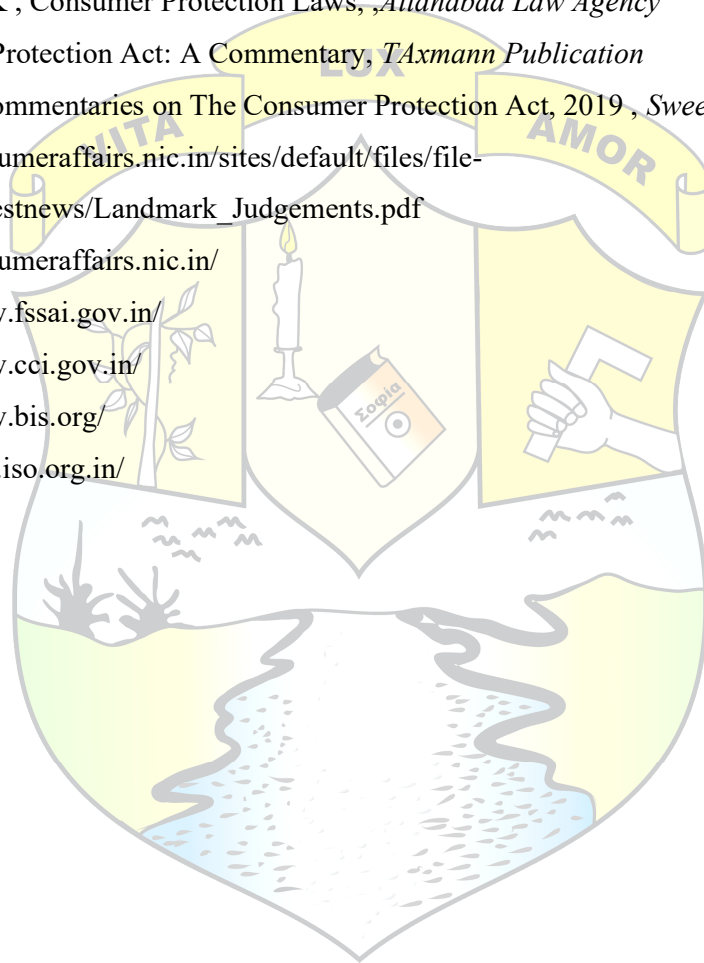 , Consumer Protection Laws, ,Allahabad Law Agency
Protection Act: A Commentary, TAxmann Publication
LUX
ommentaries on The Consumer Protection Act, 2019 , Swee
VITA
AMOR
umeraffairs.nic.in/sites/default/files/file-
estnews/Landmark_Judgements.pdf
umeraffairs.nic.in/
.fssai.gov.in/
.cci.gov.in/
Σοφία
.bis.org/
.iso.org.in/